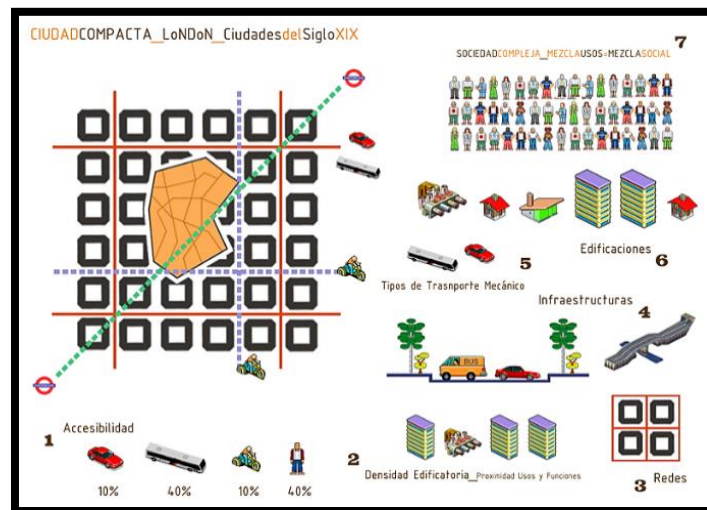 CIUDADCOMPACTA_LoNDoN_CiudadesdelSigloXIX
7
SOCIEDADCOMPLEJA_MEZCLAUSOS=MEZCLASOCIAL
5
Edificaciones
6
Tipos de Trasnporte Mecánico
Infraestructuras
4
BUS
1
Accesibilidad
10%
40%
10%
40%
2
Densidad Edificatoria_Proximidad Usos y Funciones
3
Redes